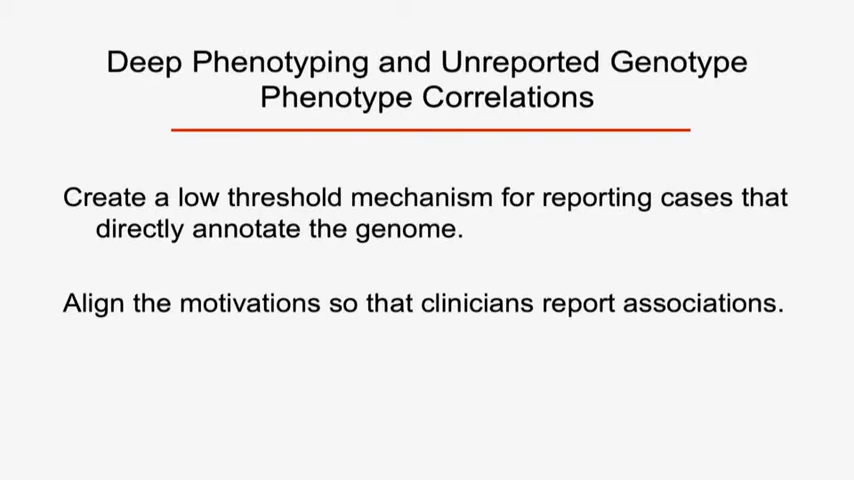 Deep Phenotyping and Unreported Genotype
Phenotype Correlations
Create a low threshold mechanism for reporting cases that
directly annotate the genome.
Align the motivations so that clinicians report associations.